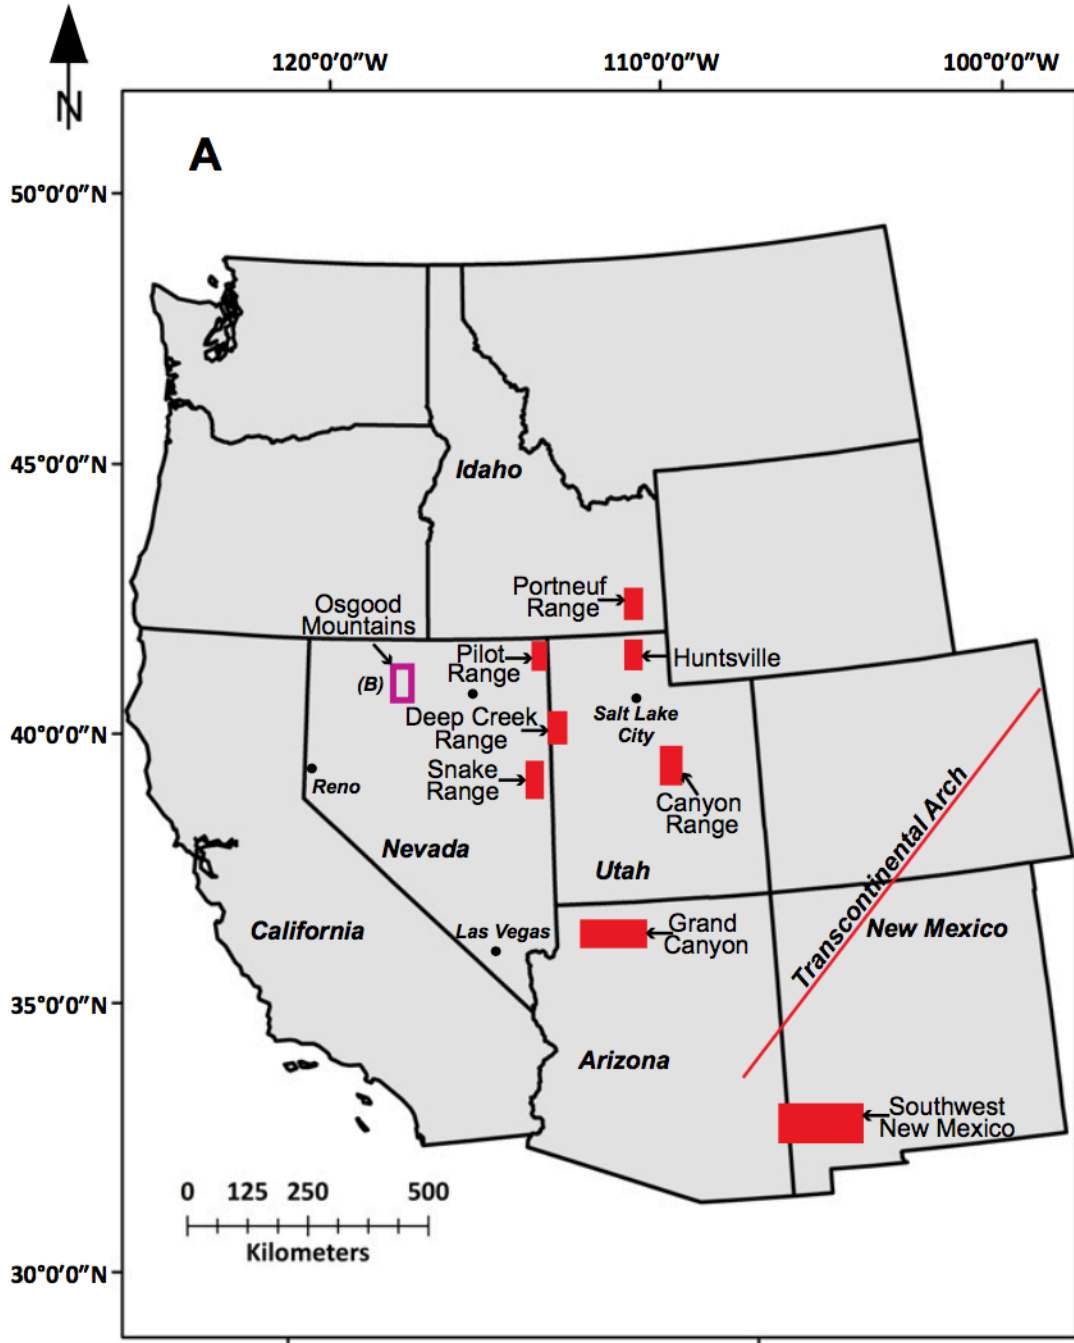 120°0'0"W
110°0'0"W
100°0'0"W
N
A
50°0'0"N
45°0'0"N
Idaho
Portneuf
Range
Osgood
Mountains
Pilot
Range
Huntsville
(B)
Deep Creek
Range
Salt Lake
City
40°0'0"N
Snake
Range
Reno
Canyon
Range
Transcontinental Arch
Nevada
Utah
California
Las Vegas
Grand
Canyon
New Mexico
35°0'0"N
Arizona
Southwest
New Mexico
0 125 250 500
Kilometers
30°0'0"N